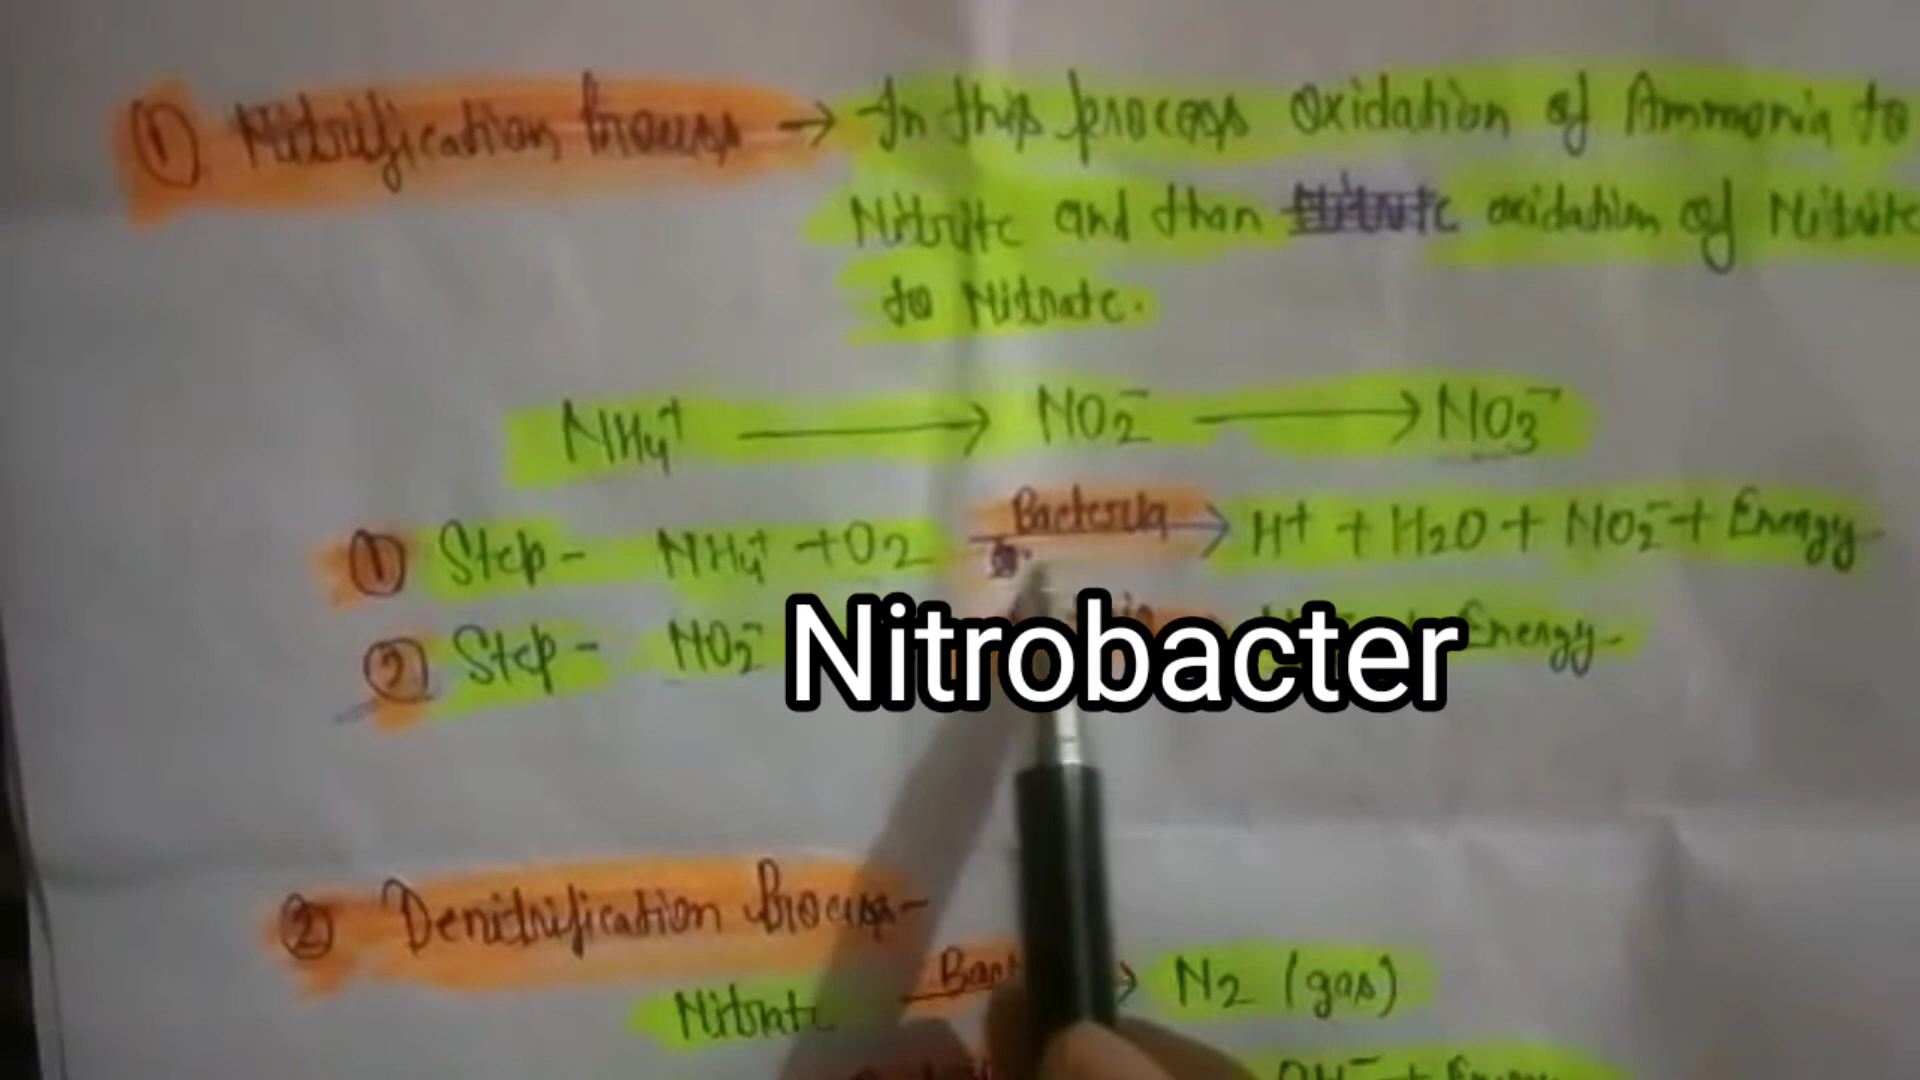 ① Nitrification Process → In this process Oxidation of Ammonia to
Nitrite and than oxidation of Nitrite
to Nitrate.
NH4+ → NO2- → NO3-
① Step - NH4+ + O2 Bacteria → H+ + H2O + NO2- + Energy
② Step - NO2- Energy
Nitrobacter
② Denitrification Process -
Nitrate → N2 (gas)
OH- + Energy